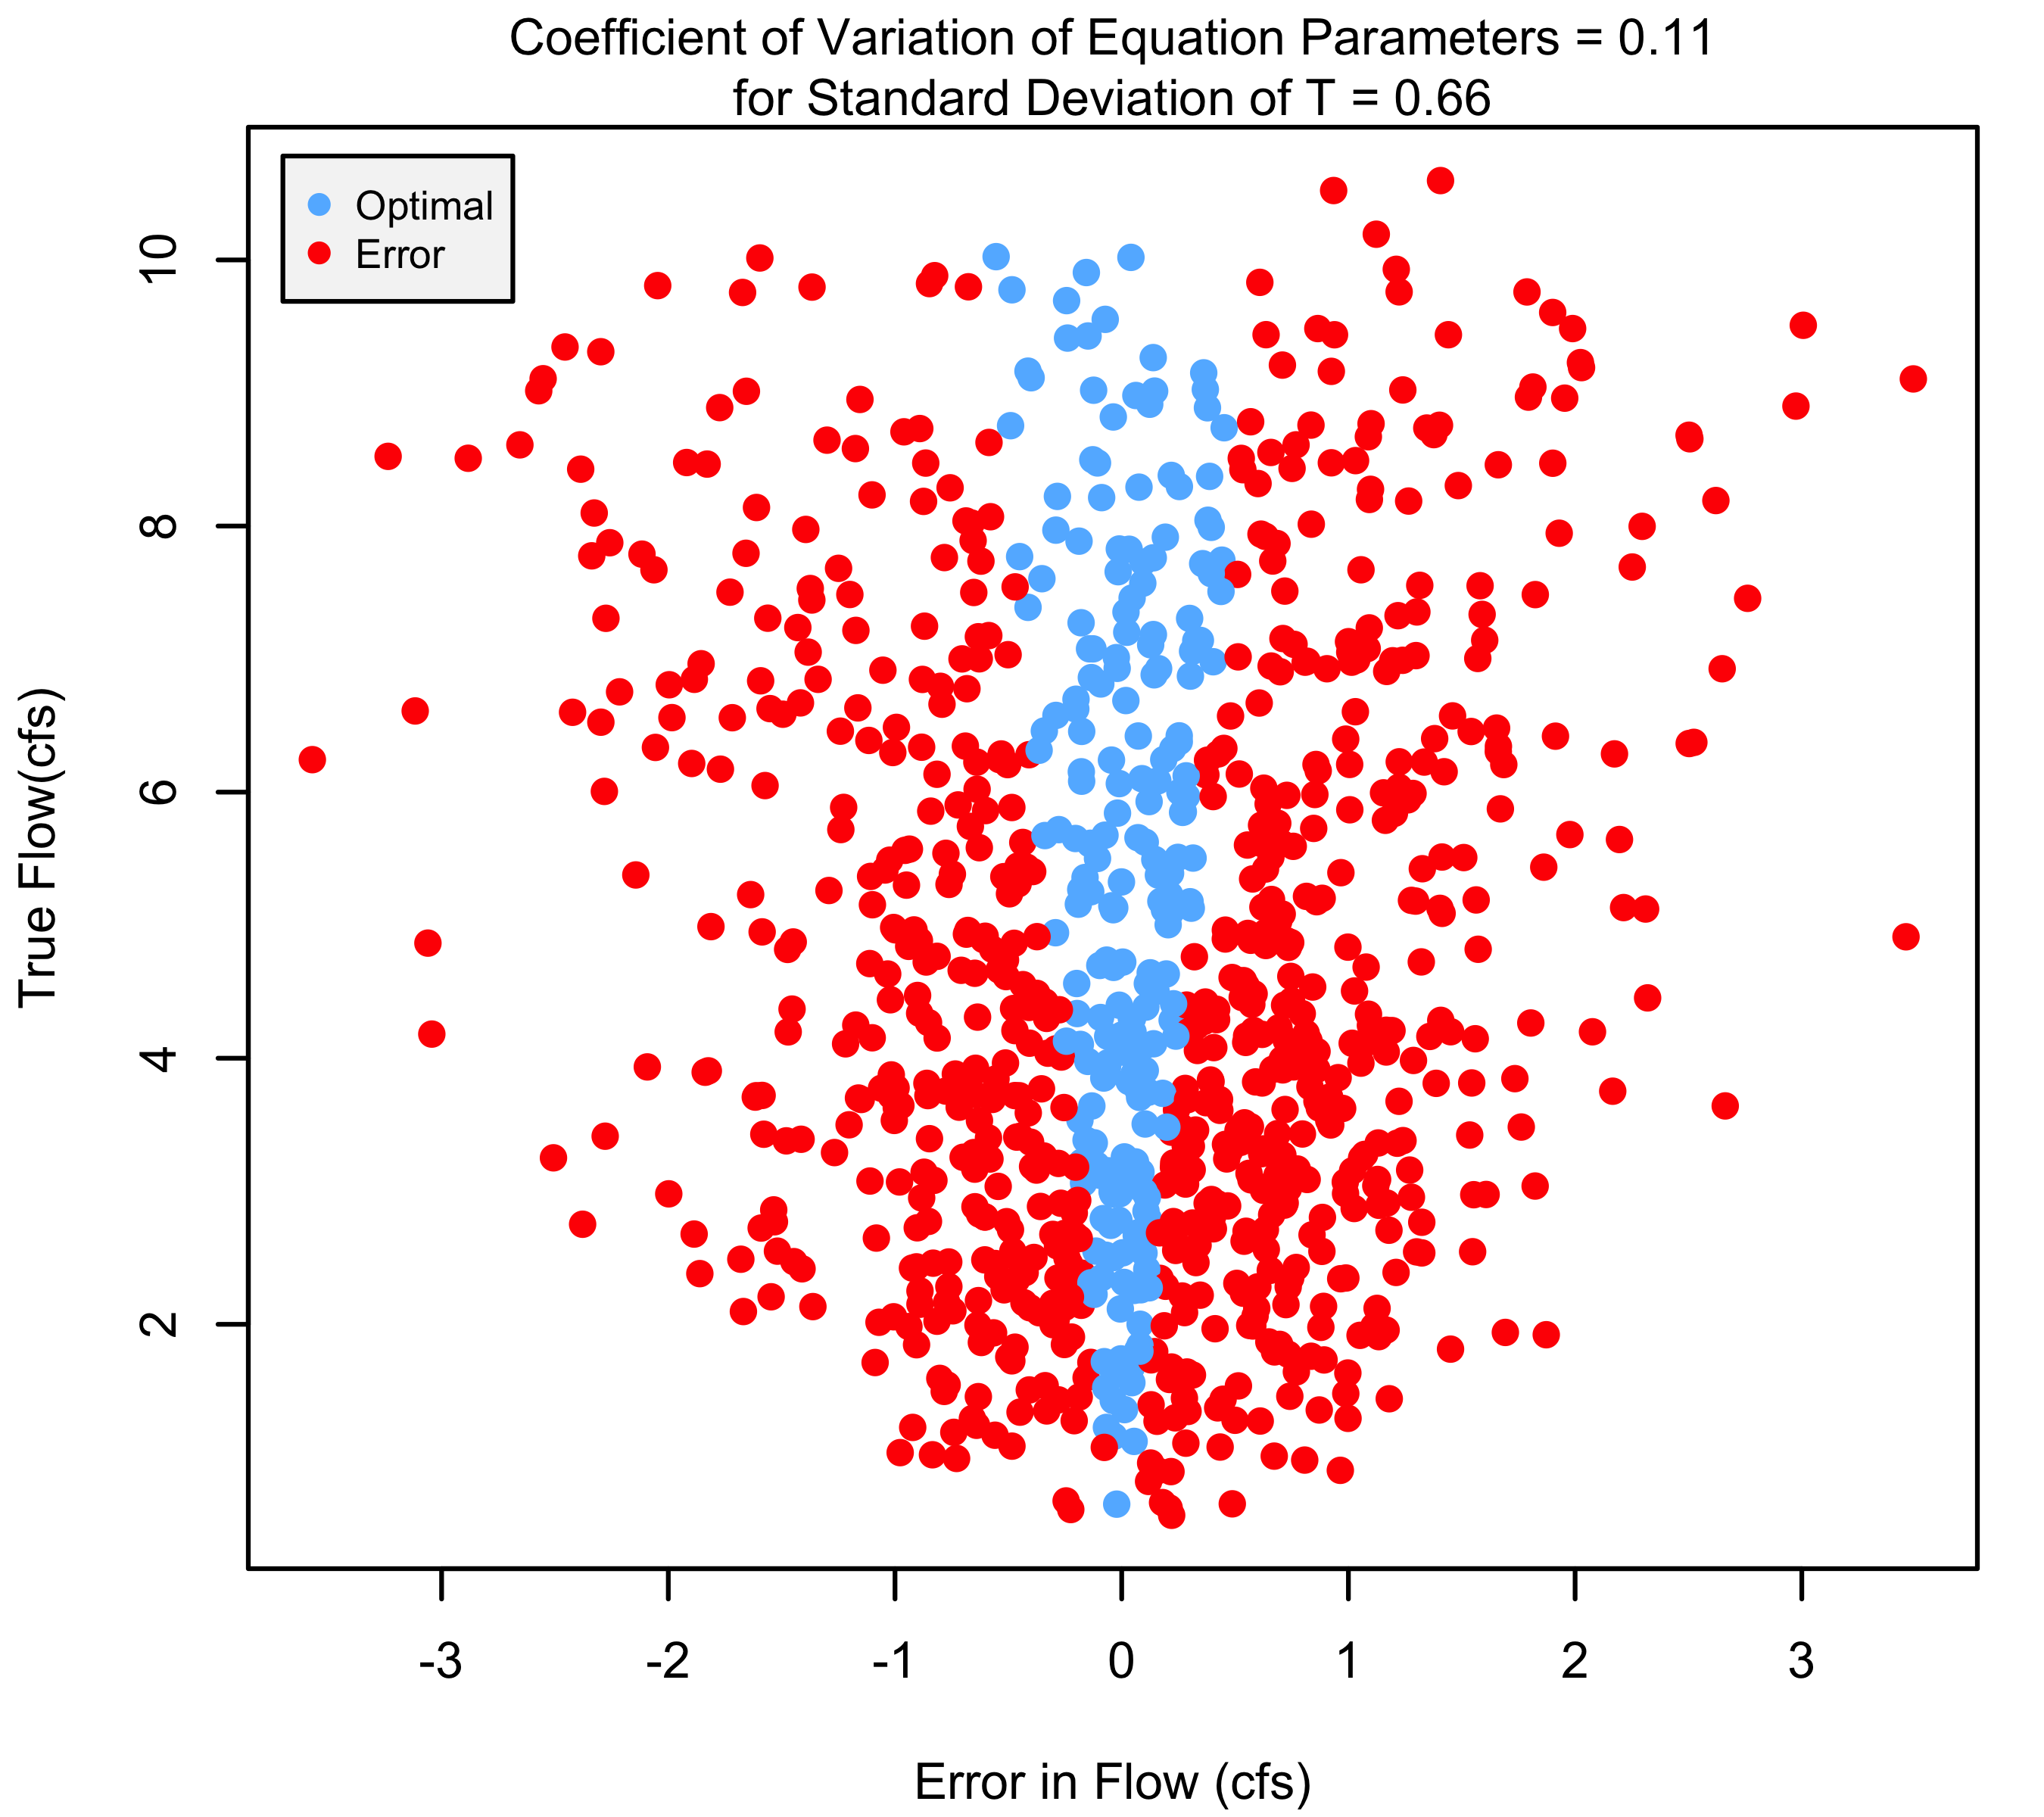 Coefficient of Variation of Equation Parameters = 0.11
for Standard Deviation of T = 0.66
Optimal
Error
True Flow(cfs)
10
8
6
4
2
-3 -2 -1 0 1 2 3
Error in Flow (cfs)